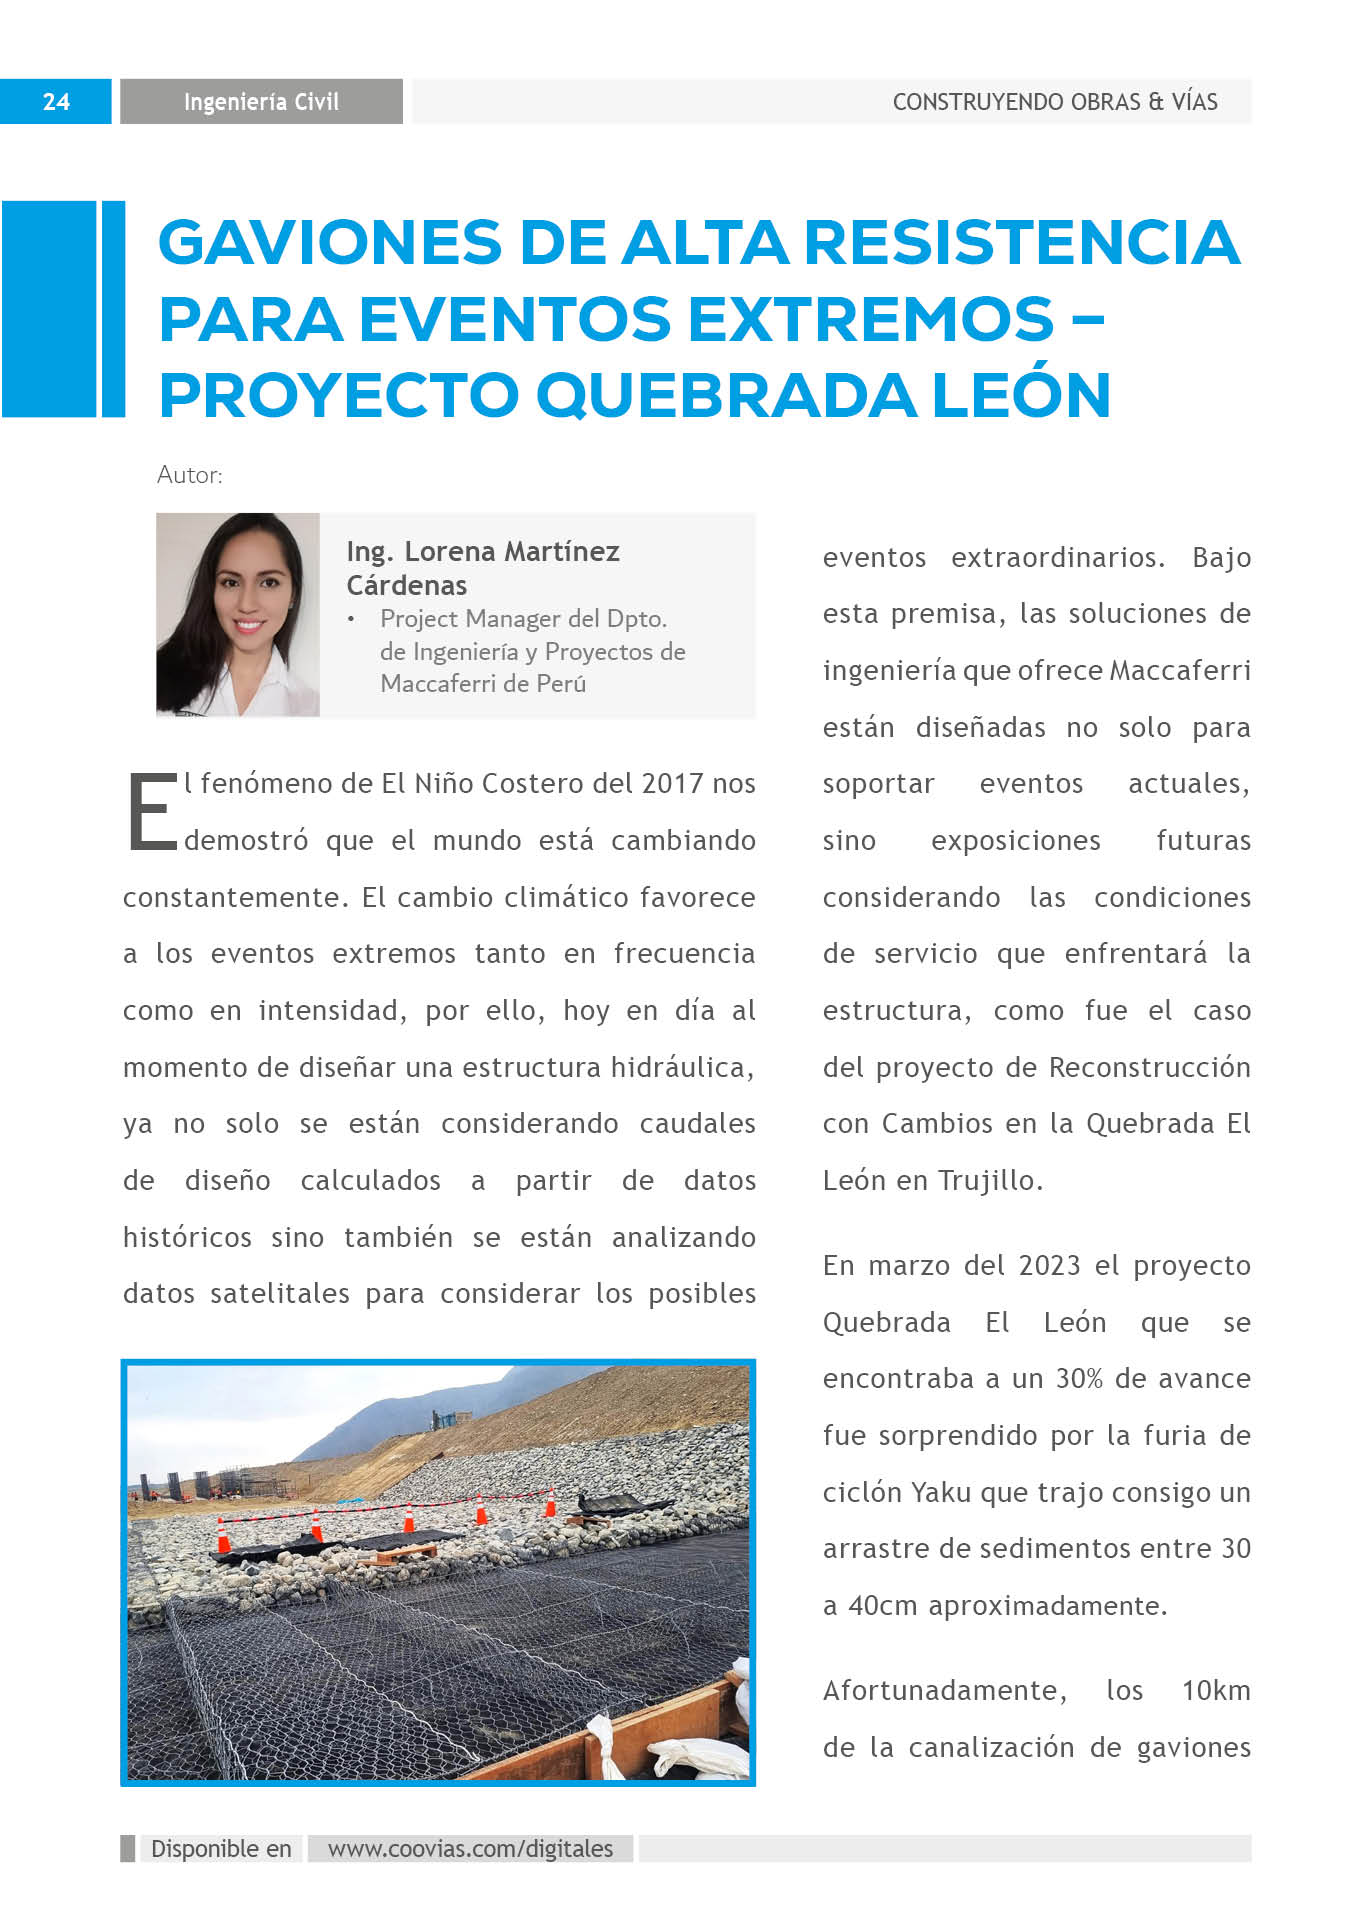 24
Ingeniería Civil
CONSTRUYENDO OBRAS & VÍAS
GAVIONES DE ALTA RESISTENCIA
PARA EVENTOS EXTREMOS –
PROYECTO QUEBRADA LEÓN
Autor:
Ing. Lorena Martínez
Cárdenas
• Project Manager del Dpto.
de Ingeniería y Proyectos de
Maccaferri de Perú
El fenómeno de El Niño Costero del 2017 nos
demostró que el mundo está cambiando
constantemente. El cambio climático favorece
a los eventos extremos tanto en frecuencia
como en intensidad, por ello, hoy en día al
momento de diseñar una estructura hidráulica,
ya no solo se están considerando caudales
de diseño calculados a partir de datos
históricos sino también se están analizando
datos satelitales para considerar los posibles
eventos extraordinarios. Bajo
esta premisa, las soluciones de
ingeniería que ofrece Maccaferri
están diseñadas no solo para
soportar eventos actuales,
sino exposiciones futuras
considerando las condiciones
de servicio que enfrentará la
estructura, como fue el caso
del proyecto de Reconstrucción
con Cambios en la Quebrada El
León en Trujillo.
En marzo del 2023 el proyecto
Quebrada El León que se
encontraba a un 30% de avance
fue sorprendido por la furia de
ciclón Yaku que trajo consigo un
arrastre de sedimentos entre 30
a 40cm aproximadamente.
Afortunadamente, los 10km
de la canalización de gaviones
Disponible en
www.coovias.com/digitales